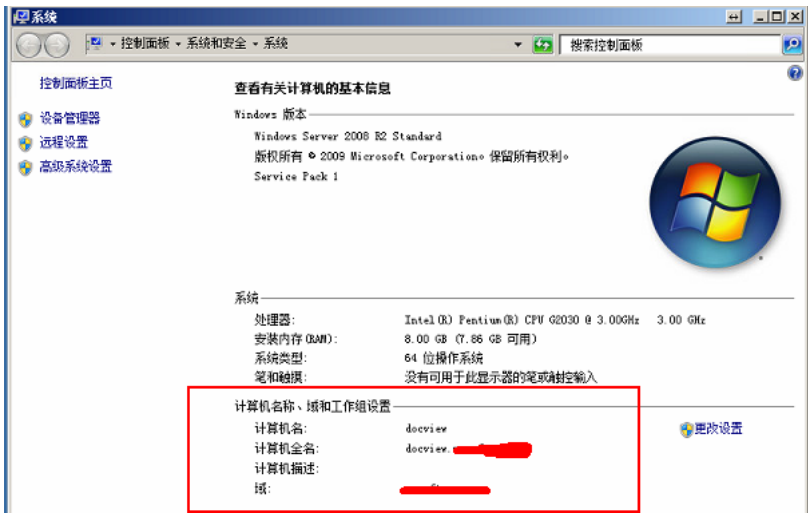 系统
控制面板 系统和安全 系统
搜索控制面板
控制面板主页
设备管理器
远程设置
高级系统设置
查看有关计算机的基本信息
Windows 版本
Windows Server 2008 R2 Standard
版权所有 © 2009 Microsoft Corporation。保留所有权利。
Service Pack 1
系统
处理器: Intel(R) Pentium(R) CPU G2030 @ 3.00GHz 3.00 GHz
安装内存(RAM): 8.00 GB (7.86 GB 可用)
系统类型: 64 位操作系统
笔和触摸: 没有可用于此显示器的笔或触控输入
计算机名称、域和工作组设置
计算机名: docview 更改设置
计算机全名: docview.
计算机描述:
域: